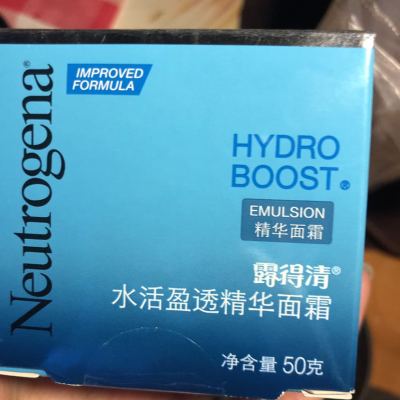 Neutrogena®
IMPROVED
FORMULA
HYDRO
BOOST®
EMULSION
精华面霜
露得清®
水活盈透精华面霜
净含量 50克